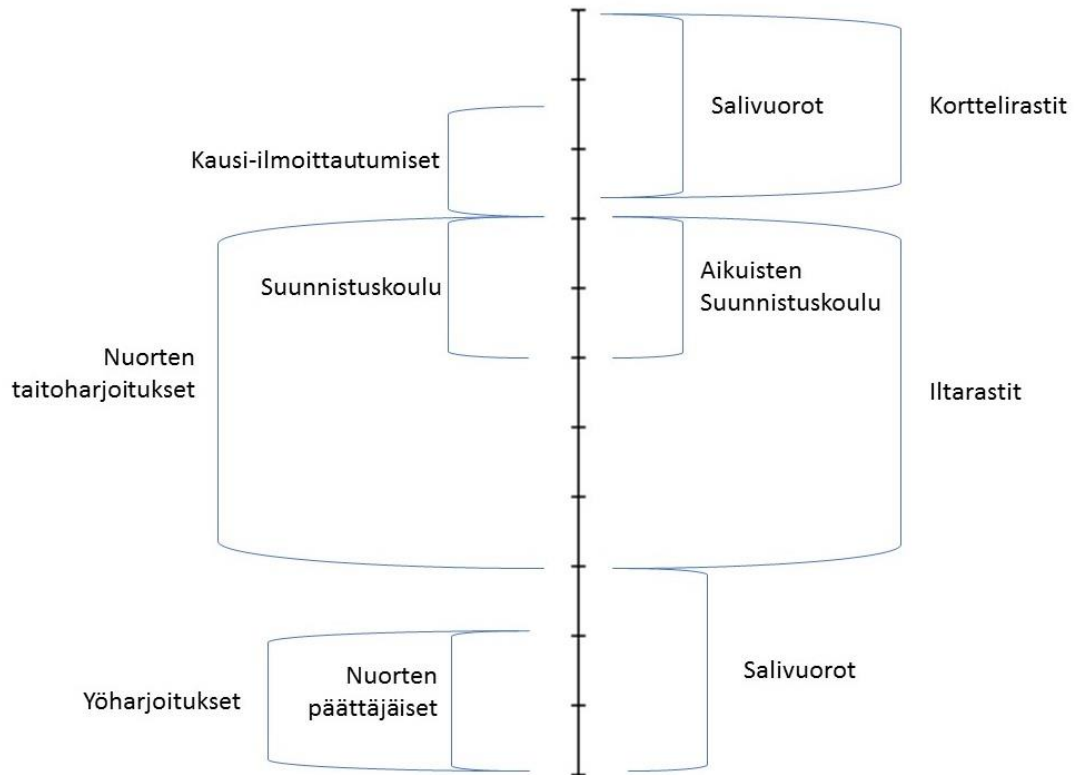 Salivuorot
Korttelirastit
Kausi-ilmoittautumiset
Suunnistuskoulu
Aikuisten
Suunnistuskoulu
Nuorten
taitoharjoitukset
Iltarastit
Yöharjoitukset
Nuorten
päättäjäiset
Salivuorot